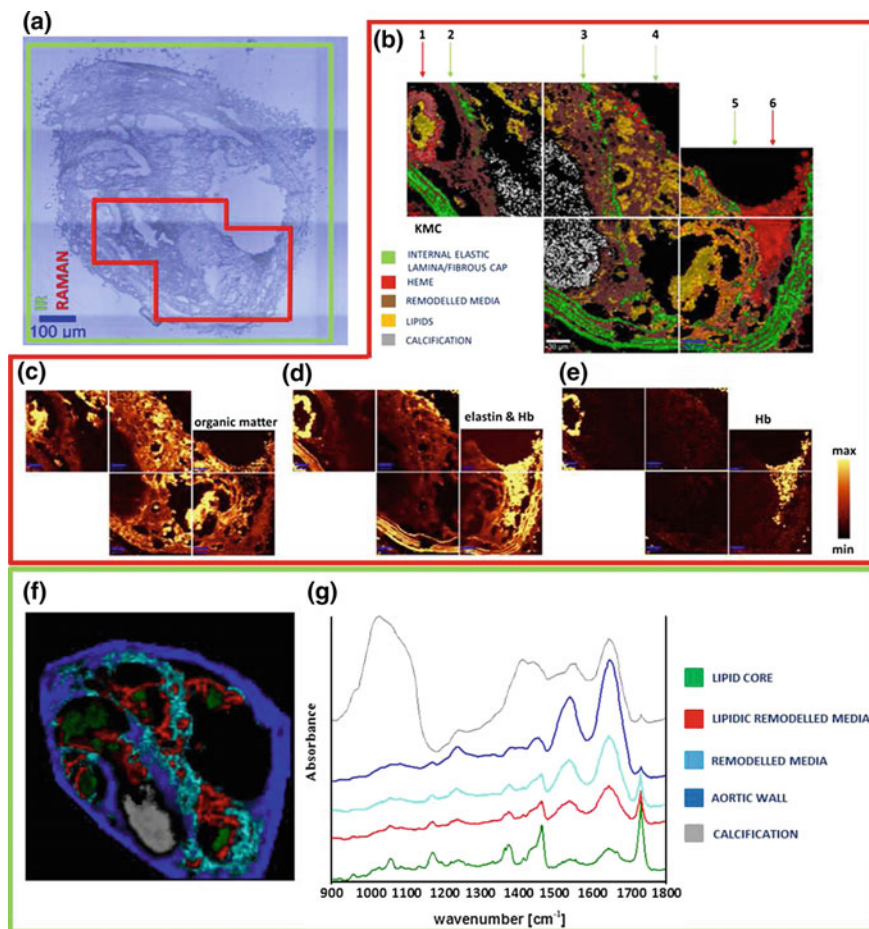 (a)
IR
RAMAN
100 µm
(b)
1 2 3 4
5 6
KMC
INTERNAL ELASTIC
LAMINA/FIBROUS CAP
HEME
REMODELLED MEDIA
LIPIDS
CALCIFICATION
(c)
organic matter
(d)
elastin & Hb
(e)
Hb
max
min
(f)
(g)
Absorbance
900 1000 1100 1200 1300 1400 1500 1600 1700 1800
wavenumber [cm⁻¹]
LIPID CORE
LIPIDIC REMODELLED MEDIA
REMODELLED MEDIA
AORTIC WALL
CALCIFICATION